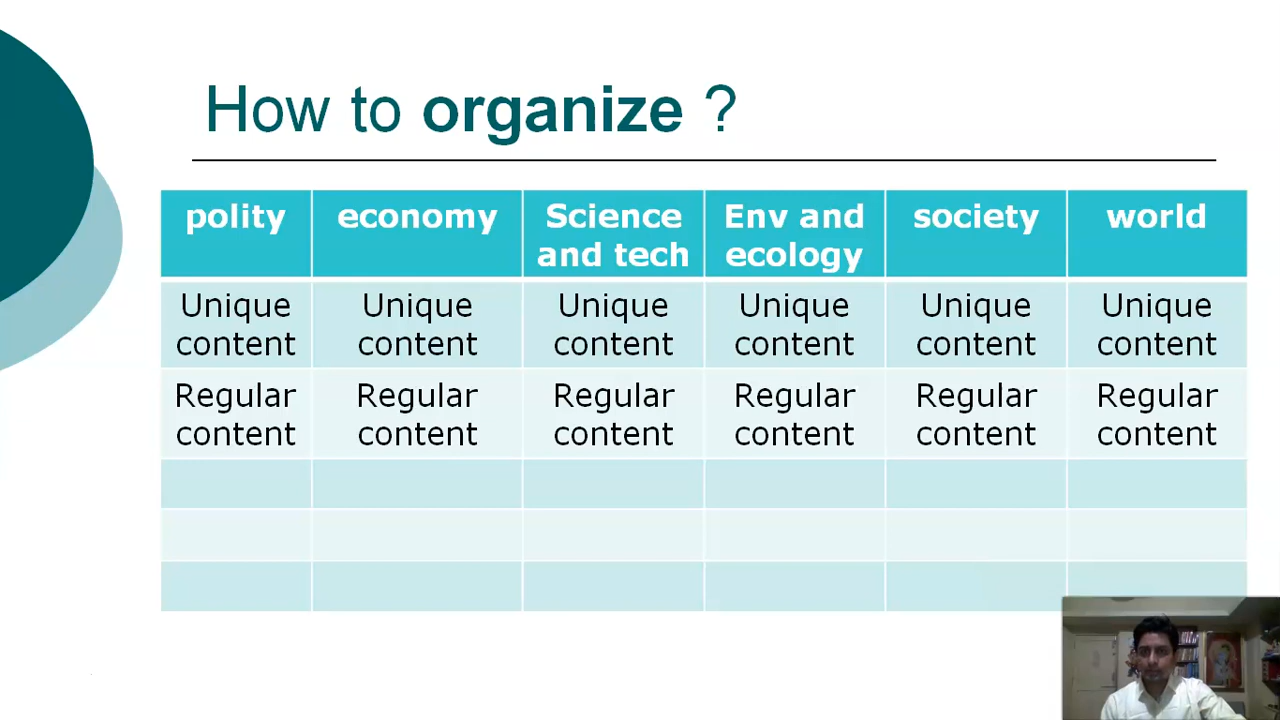 How to organize ?
polity economy Science and tech Env and ecology society world
Unique content Unique content Unique content Unique content Unique content Unique content
Regular content Regular content Regular content Regular content Regular content Regular content